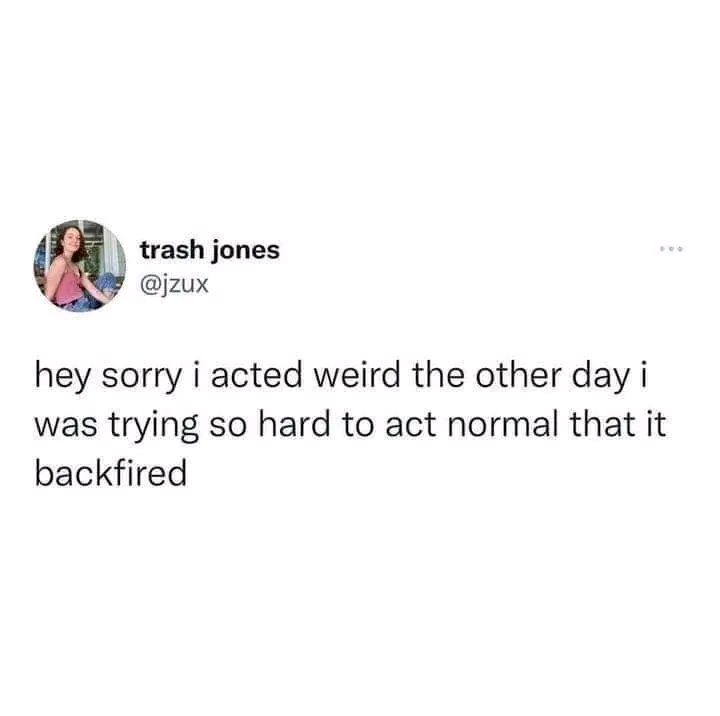 trash jones
@jzux
hey sorry i acted weird the other day i
was trying so hard to act normal that it
backfired